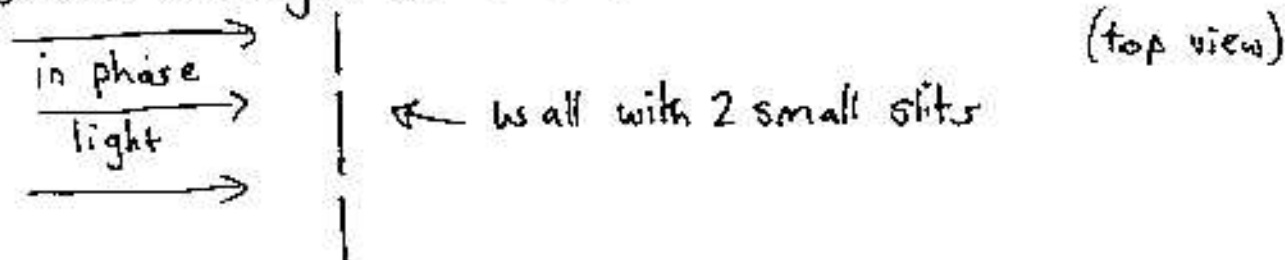 (top view)
in phase
← wall with 2 small slits
light